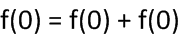 f(0) = f(0) + f(0)